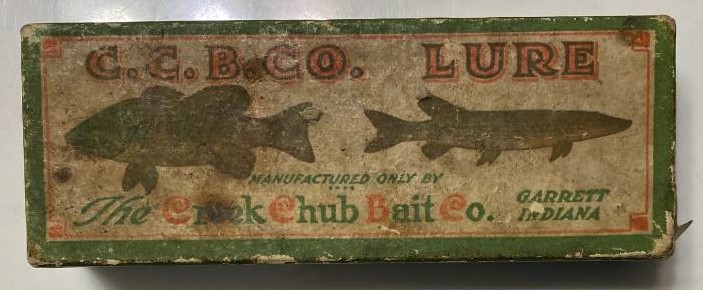 C.C.B.CO. LURE
MANUFACTURED ONLY BY
The Creek Chub Bait Co.
GARRETT
INDIANA